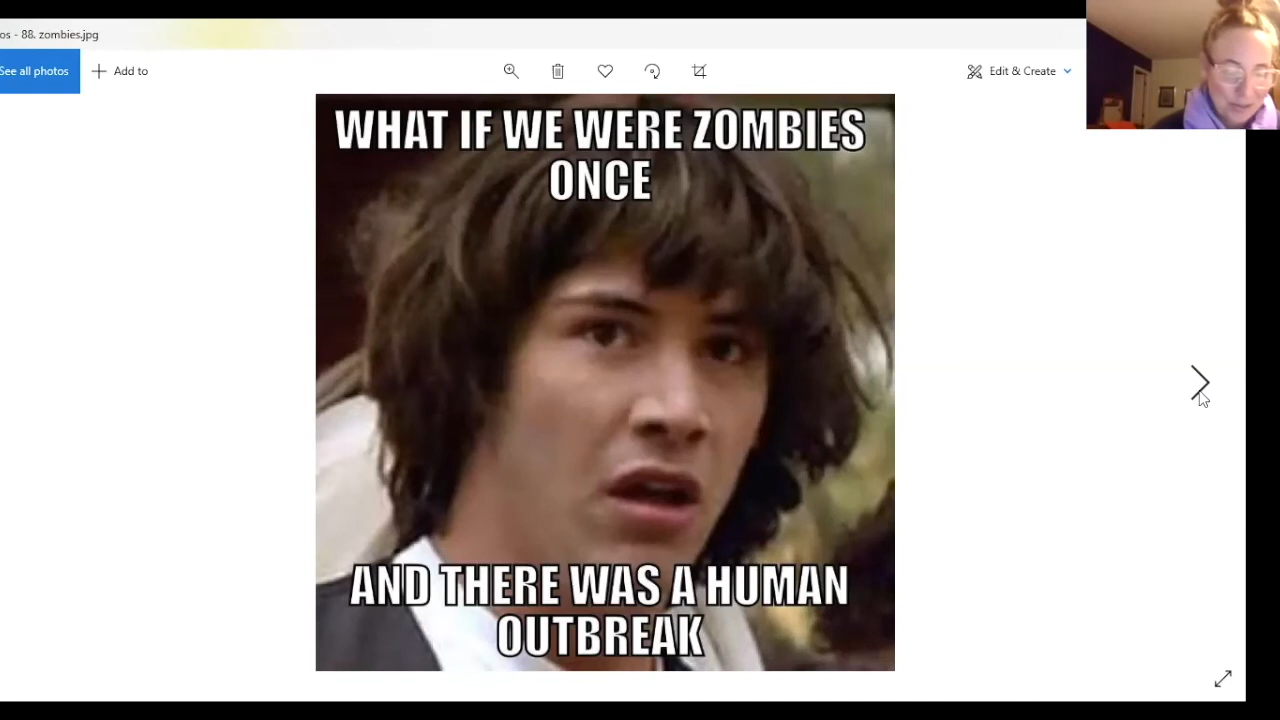 os - 88. zombies.jpg
See all photos
Add to
Edit & Create
WHAT IF WE WERE ZOMBIES
ONCE
AND THERE WAS A HUMAN
OUTBREAK